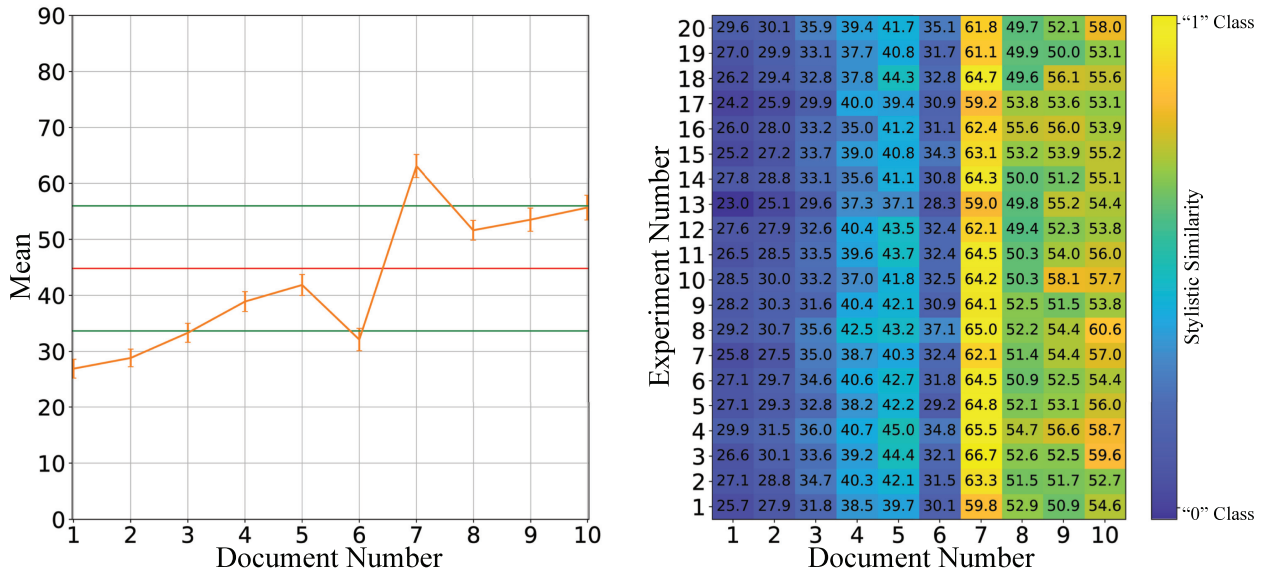 90
80
70
60
50
40
30
20
10
0
Mean
1 2 3 4 5 6 7 8 9 10
Document Number
Experiment Number
20 29.6 30.1 35.9 39.4 41.7 35.1 61.8 49.7 52.1 58.0
19 27.0 29.9 33.1 37.7 40.8 31.7 61.1 49.9 50.0 53.1
18 26.2 29.4 32.8 37.8 44.3 32.8 64.7 49.6 56.1 55.6
17 24.2 25.9 29.9 40.0 39.4 30.9 59.2 53.8 53.6 53.1
16 26.0 28.0 33.2 35.0 41.2 31.1 62.4 55.6 56.0 53.9
15 25.2 27.2 33.7 39.0 40.8 34.3 63.1 53.2 53.9 55.2
14 27.8 28.8 33.1 35.6 41.1 30.8 64.3 50.0 51.2 55.1
13 23.0 25.1 29.6 37.3 37.1 28.3 59.0 49.8 55.2 54.4
12 27.6 27.9 32.6 40.4 43.5 32.4 62.1 49.4 52.3 53.8
11 26.5 28.5 33.5 39.6 43.7 32.5 64.5 50.3 54.0 56.0
10 28.5 30.0 33.2 37.0 41.8 32.5 64.2 50.3 58.1 57.7
9 28.2 30.3 31.6 40.4 42.1 30.9 64.1 52.5 51.5 53.8
8 29.2 30.7 35.6 42.5 43.2 37.1 65.0 52.2 54.4 60.6
7 25.8 27.5 35.0 38.7 40.3 32.4 62.1 51.4 54.4 57.0
6 27.1 29.7 34.6 40.6 42.7 31.8 64.5 50.9 52.5 54.4
5 27.1 29.3 32.8 38.2 42.2 29.2 64.8 52.1 53.1 56.0
4 29.9 31.5 36.0 40.7 45.0 34.8 65.5 54.7 56.6 58.7
3 26.6 30.1 33.6 39.2 44.4 32.1 66.7 52.6 52.5 59.6
2 27.1 28.8 34.7 40.3 42.1 31.5 63.3 51.5 51.7 52.7
1 25.7 27.9 31.8 38.5 39.7 30.1 59.8 52.9 50.9 54.6
1 2 3 4 5 6 7 8 9 10
Document Number
“1” Class
Stylistic Similarity
“0” Class